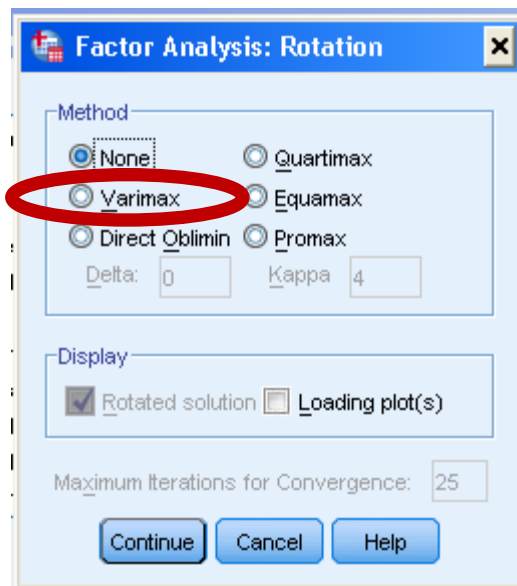 Factor Analysis: Rotation
Method
None Quartimax
Varimax Equamax
Direct Oblimin Promax
Delta: 0 Kappa 4
Display
Rotated solution Loading plot(s)
Maximum Iterations for Convergence: 25
Continue Cancel Help